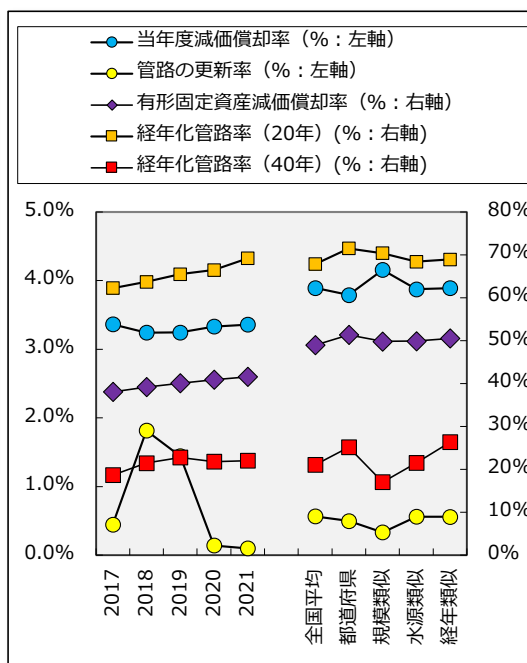 当年度減価償却率（%：左軸）
管路の更新率（%：左軸）
有形固定資産減価償却率（%：右軸）
経年化管路率（20年）(%：右軸)
経年化管路率（40年）(%：右軸)
5.0%
4.0%
3.0%
2.0%
1.0%
0.0%
80%
70%
60%
50%
40%
30%
20%
10%
0%
2017
2018
2019
2020
2021
全国平均
都道府県
規模類似
水源類似
経年類似